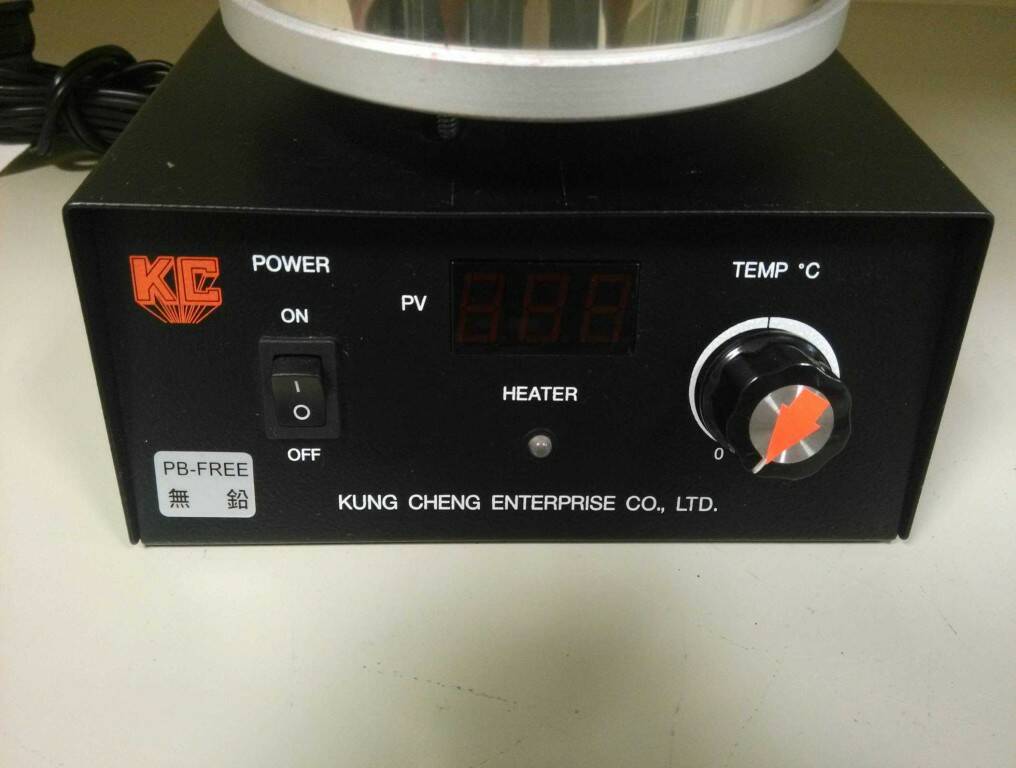 KC
POWER
ON
I
O
OFF
PV
HEATER
TEMP °C
0
PB-FREE
無 鉛
KUNG CHENG ENTERPRISE CO., LTD.